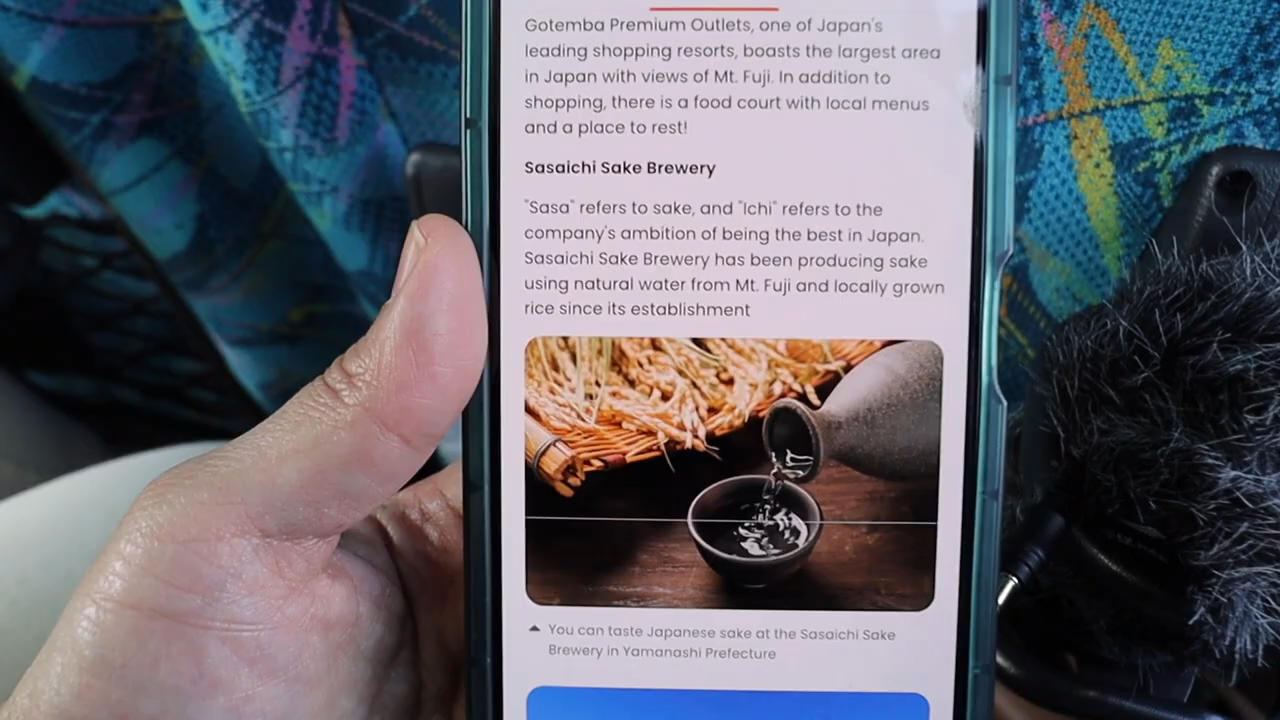 Gotemba Premium Outlets, one of Japan's
leading shopping resorts, boasts the largest area
in Japan with views of Mt. Fuji. In addition to
shopping, there is a food court with local menus
and a place to rest!
Sasaichi Sake Brewery
"Sasa" refers to sake, and "Ichi" refers to the
company's ambition of being the best in Japan.
Sasaichi Sake Brewery has been producing sake
using natural water from Mt. Fuji and locally grown
rice since its establishment
You can taste Japanese sake at the Sasaichi Sake
Brewery in Yamanashi Prefecture